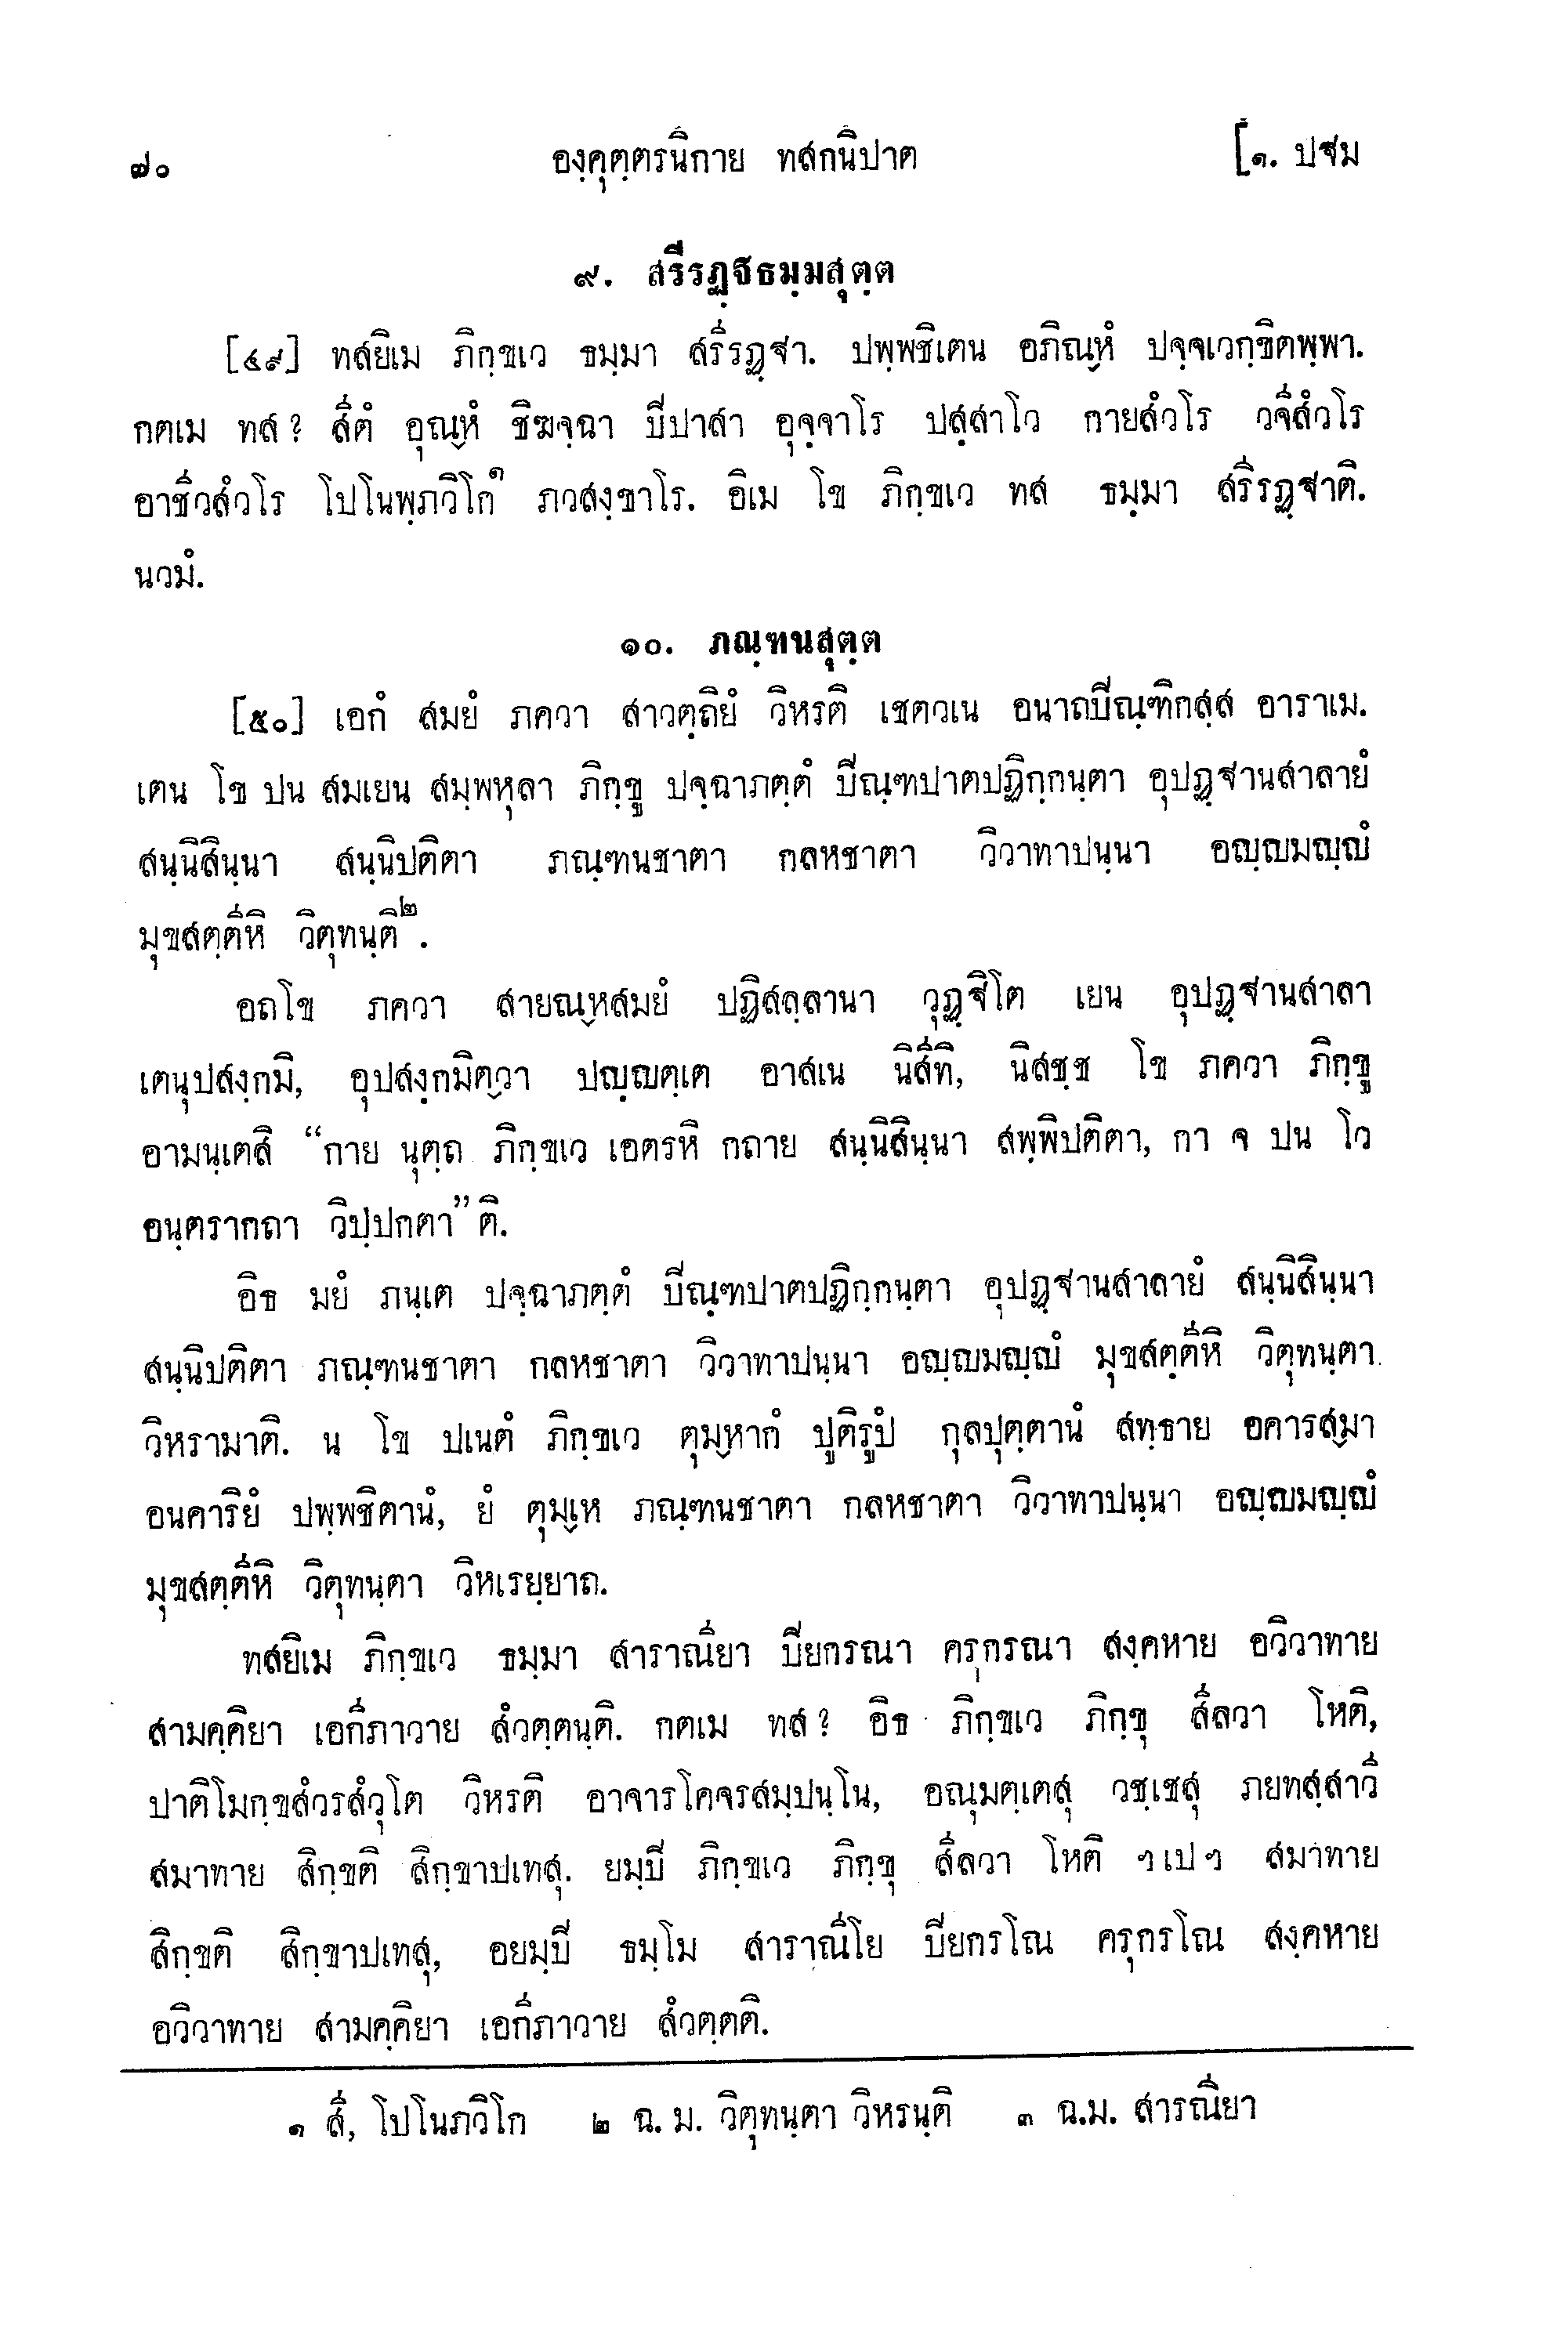 ๗๐ องฺคุตฺตรนิกาย ทสกนิปาต [๑. ปฐม
๙. สรีรฏฺฐิธมฺมสุตฺต
[๔๙] ทสยิเม ภิกฺขเว ธมฺมา สรีรฏฺฐา. ปพฺพชิเตน อภิณฺหํ ปจฺจเวกฺขิตพฺพา.
กตเม ทส? สีตํ อุณฺหํ ชิฆจฺฉา ปีปาสา อุจฺจาโร ปสฺสาโว กายสํวโร วจีสํวโร
อาชีวสํวโร โปโนพฺภวิโก๑ ภวสงฺขาโร. อิเม โข ภิกฺขเว ทส ธมฺมา สรีรฏฺฐาติ.
นวมํ.
๑๐. ภณฺฑนสุตฺต
[๕๐] เอกํ สมยํ ภควา สาวตฺถิยํ วิหรติ เชตวเน อนาถปีณฺฑิกสฺส อาราเม.
เตน โข ปน สมเยน สมฺพหุลา ภิกฺขู ปจฺฉาภตฺตํ ปีณฺฑปาตปฏิกฺกนฺตา อุปฏฺฐานสาลายํ
สนฺนิสินฺนา สนฺนิปติตา ภณฺฑนชาตา กลหชาตา วิวาทาปนฺนา อญฺญมญฺญํ
มุขสตฺตีหิ วิตุทนฺติ๒.
อถโข ภควา สายณฺหสมยํ ปฏิสลฺลานา วุฏฺฐิโต เยน อุปฏฺฐานสาลา
เตนุปสงฺกมิ, อุปสงฺกมิตฺวา ปญฺญตฺเต อาสเน นิสีทิ, นิสชฺช โข ภควา ภิกฺขู
อามนฺเตสิ “กาย นุตฺถ ภิกฺขเว เอตรหิ กถาย สนฺนิสินฺนา สพฺพิปติตา, กา จ ปน โว
อนฺตรากถา วิปฺปกตา” ติ.
อิธ มยํ ภนฺเต ปจฺฉาภตฺตํ ปีณฺฑปาตปฏิกฺกนฺตา อุปฏฺฐานสาลายํ สนฺนิสินฺนา
สนฺนิปติตา ภณฺฑนชาตา กลหชาตา วิวาทาปนฺนา อญฺญมญฺญํ มุขสตฺตีหิ วิตุทนฺตา
วิหรามาติ. น โข ปเนตํ ภิกฺขเว ตุมฺหากํ ปูติรูปํ กุลปุตฺตานํ สทฺธาย อคารสฺมา
อนคาริยํ ปพฺพชิตานํ, ยํ ตุมฺเห ภณฺฑนชาตา กลหชาตา วิวาทาปนฺนา อญฺญมญฺญํ
มุขสตฺตีหิ วิตุทนฺตา วิหเรยฺยาถ.
ทสยิเม ภิกฺขเว ธมฺมา สาราณียา ปียกรณา ครุกรณา สงฺคหาย อวิวาทาย
สามคฺคิยา เอกีภาวาย สํวตฺตนฺติ. กตเม ทส? อิธ ภิกฺขเว ภิกฺขุ สีลวา โหติ,
ปาติโมกฺขสํวรสํวุโต วิหรติ อาจารโคจรสมฺปนฺโน, อณุมตฺเตสุ วชฺเชสุ ภยทสฺสาวี
สมาทาย สิกฺขติ สิกฺขาปเทสุ. ยมฺปี ภิกฺขเว ภิกฺขุ สีลวา โหติ ฯเปฯ สมาทาย
สิกฺขติ สิกฺขาปเทสุ, อยมฺปี ธมฺโม สาราณีโย ปียกรโณ ครุกรโณ สงฺคหาย
อวิวาทาย สามคฺคิยา เอกีภาวาย สํวตฺตติ.
๑ สี, โปโนภวิโก ๒ ฉ. ม. วิตุทนฺตา วิหรนฺติ ๓ ฉ.ม. สารณียา